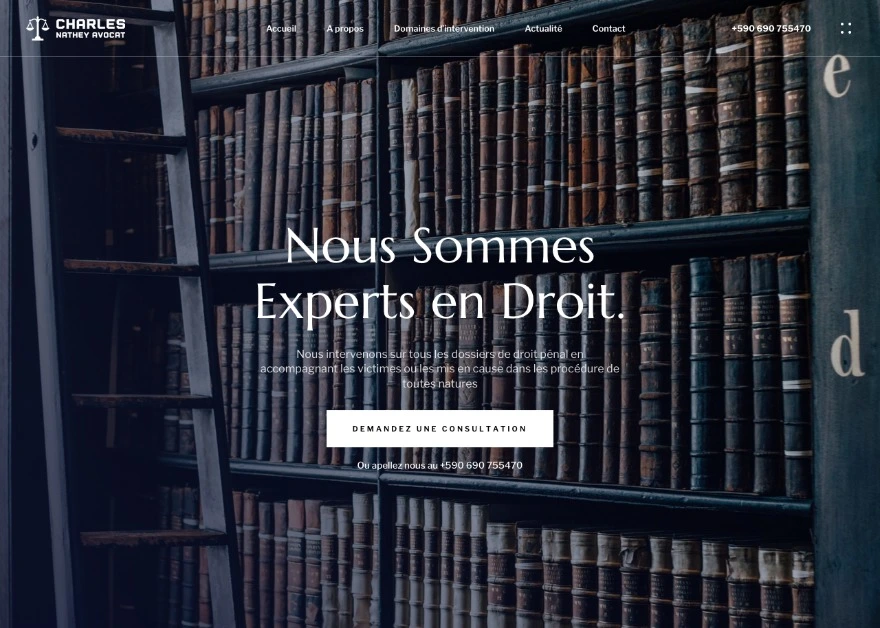 CHARLES
NATHEY AVOCAT
Accueil
A propos
Domaines d'intervention
Actualité
Contact
+590 690 755470
e
Nous Sommes
Experts en Droit.
d
Nous intervenons sur tous les dossiers de droit pénal en
accompagnant les victimes ou les mis en cause dans les procédure de
toutes natures
DEMANDEZ UNE CONSULTATION
Ou apellez nous au +590 690 755470